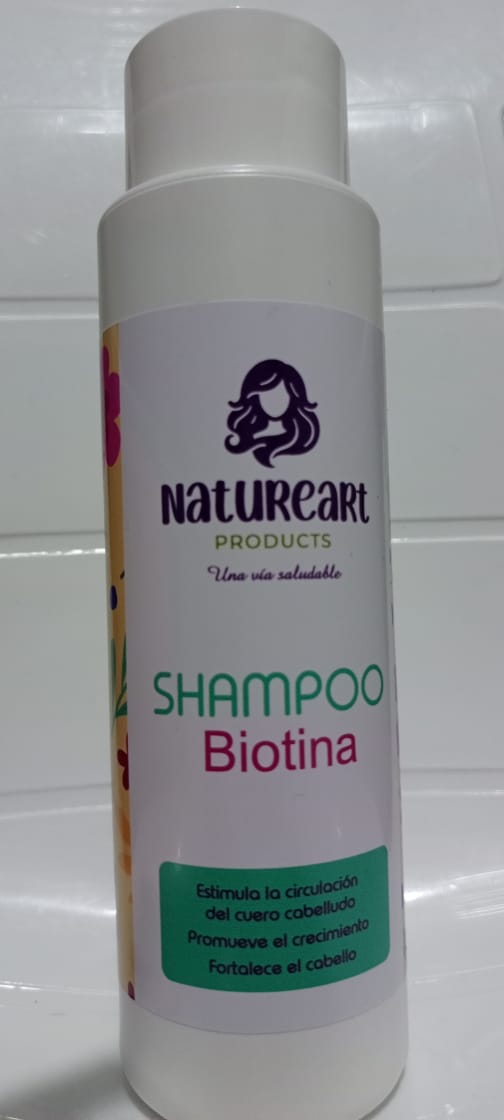 Natureart
PRODUCTS
Una vía saludable
SHAMPOO
Biotina
Estimula la circulación
del cuero cabelludo
Promueve el crecimiento
Fortalece el cabello